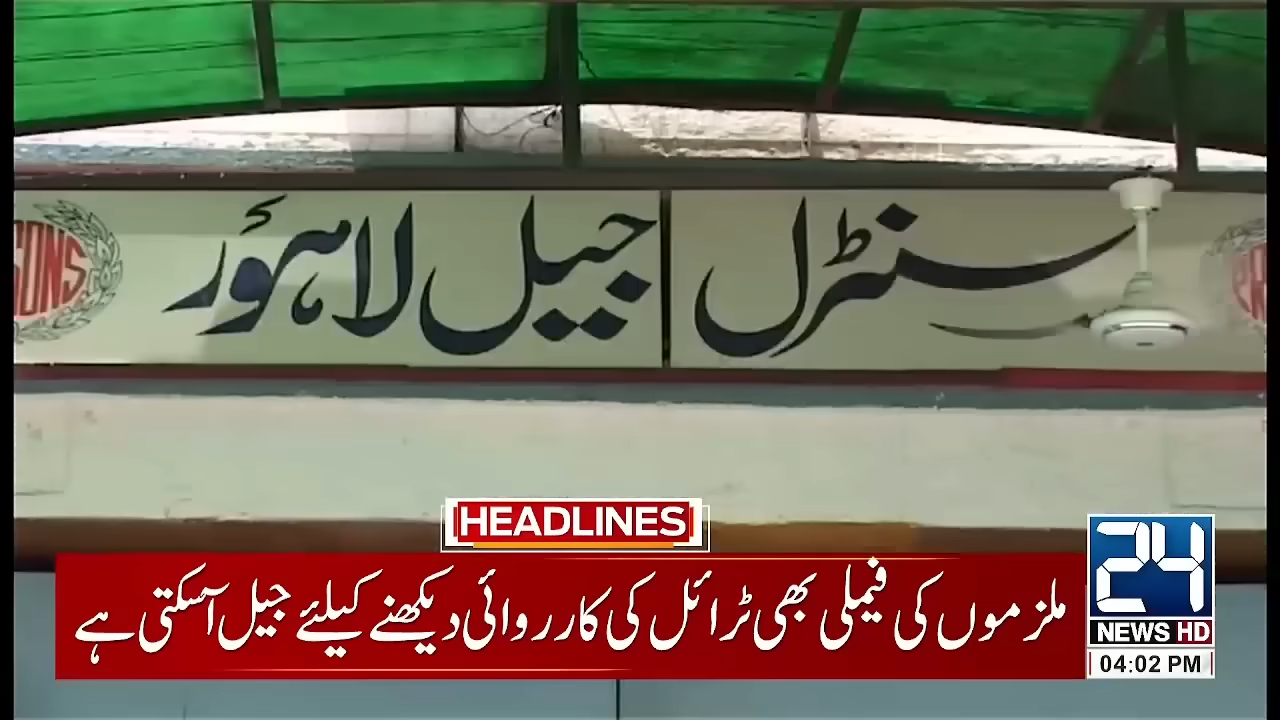 سنٹرل جیل لاہور
SONS
HEADLINES
ملزموں کی فیملی بھی ٹرائل کی کارروائی دیکھنے کیلئے جیل آسکتی ہے
24
NEWS HD
04:02 PM